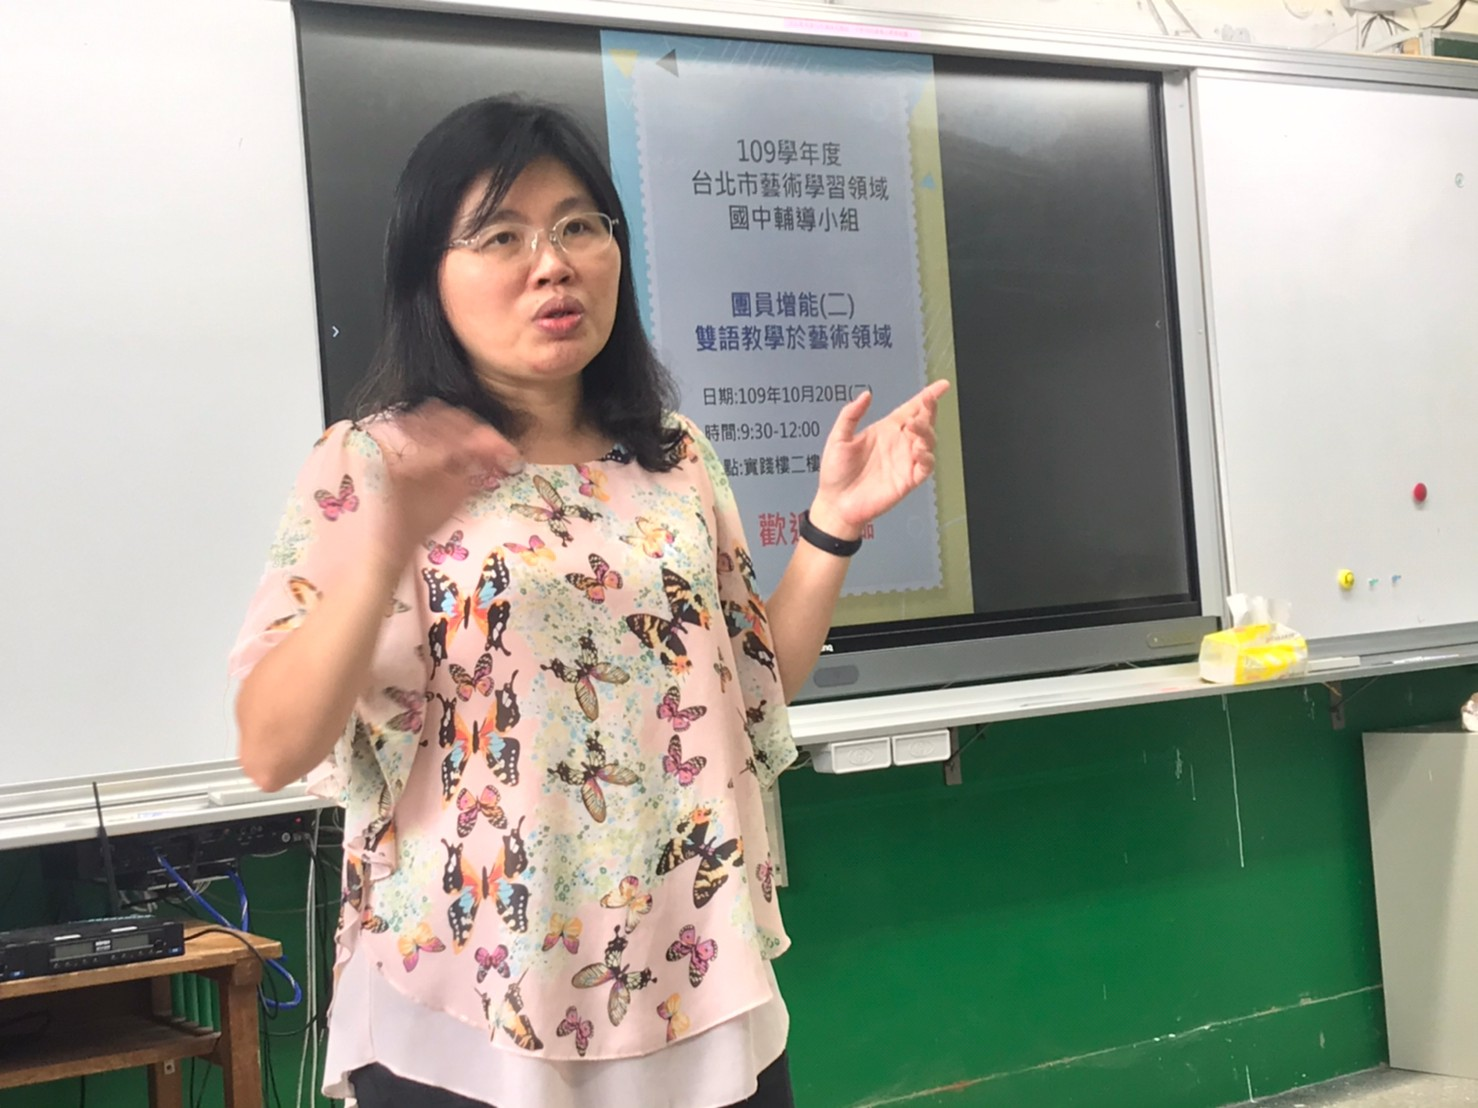 109學年度
台北市藝術學習領域
國中輔導小組
團員增能(二)
雙語教學於藝術領域
日期:109年10月20日(二)
時間:9:30-12:00
點:實踐樓二樓
歡迎